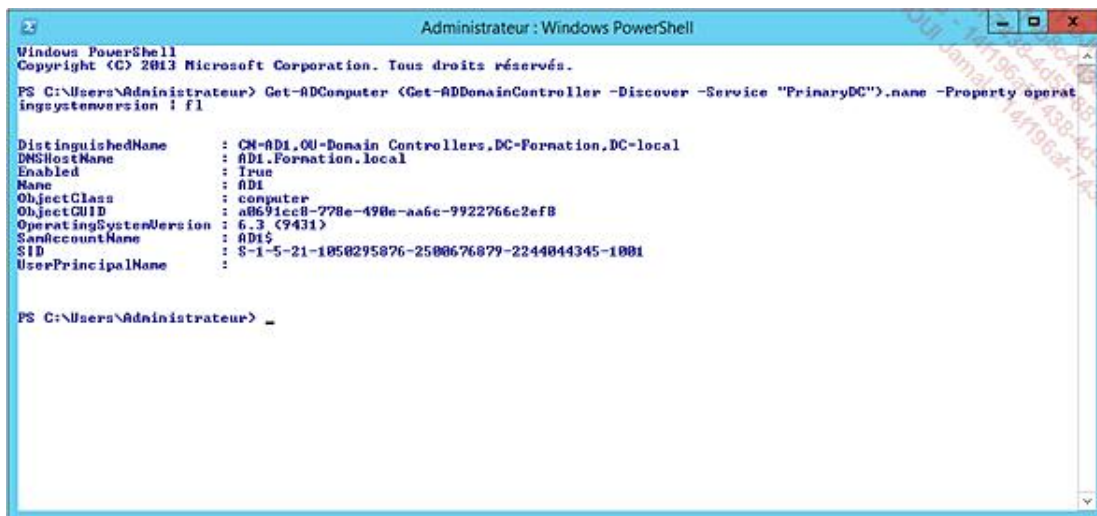 Administrateur : Windows PowerShell
Windows PowerShell
Copyright (C) 2013 Microsoft Corporation. Tous droits réservés.
PS C:\Users\Administrateur> Get-ADComputer (Get-ADDomainController -Discover -Service "PrimaryDC").name -Property operat
ingsystemversion | fl
DistinguishedName : CN=AD1,OU=Domain Controllers,DC=Formation,DC=local
DNSHostName : AD1.Formation.local
Enabled : True
Name : AD1
ObjectClass : computer
ObjectGUID : a0691cc8-778e-490e-aa6c-9922766c2ef8
OperatingSystemVersion : 6.3 (9431)
SamAccountName : AD1$
SID : S-1-5-21-1050295876-2500676879-2244044345-1001
UserPrincipalName :
PS C:\Users\Administrateur> _